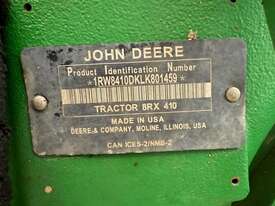 JOHN DEERE
Product Identification Number
*1RW8410DKLK801459*
TRACTOR 8RX 410
MADE IN USA
DEERE & COMPANY, MOLINE, ILLINOIS, USA
CAN ICES-2/NMB-2